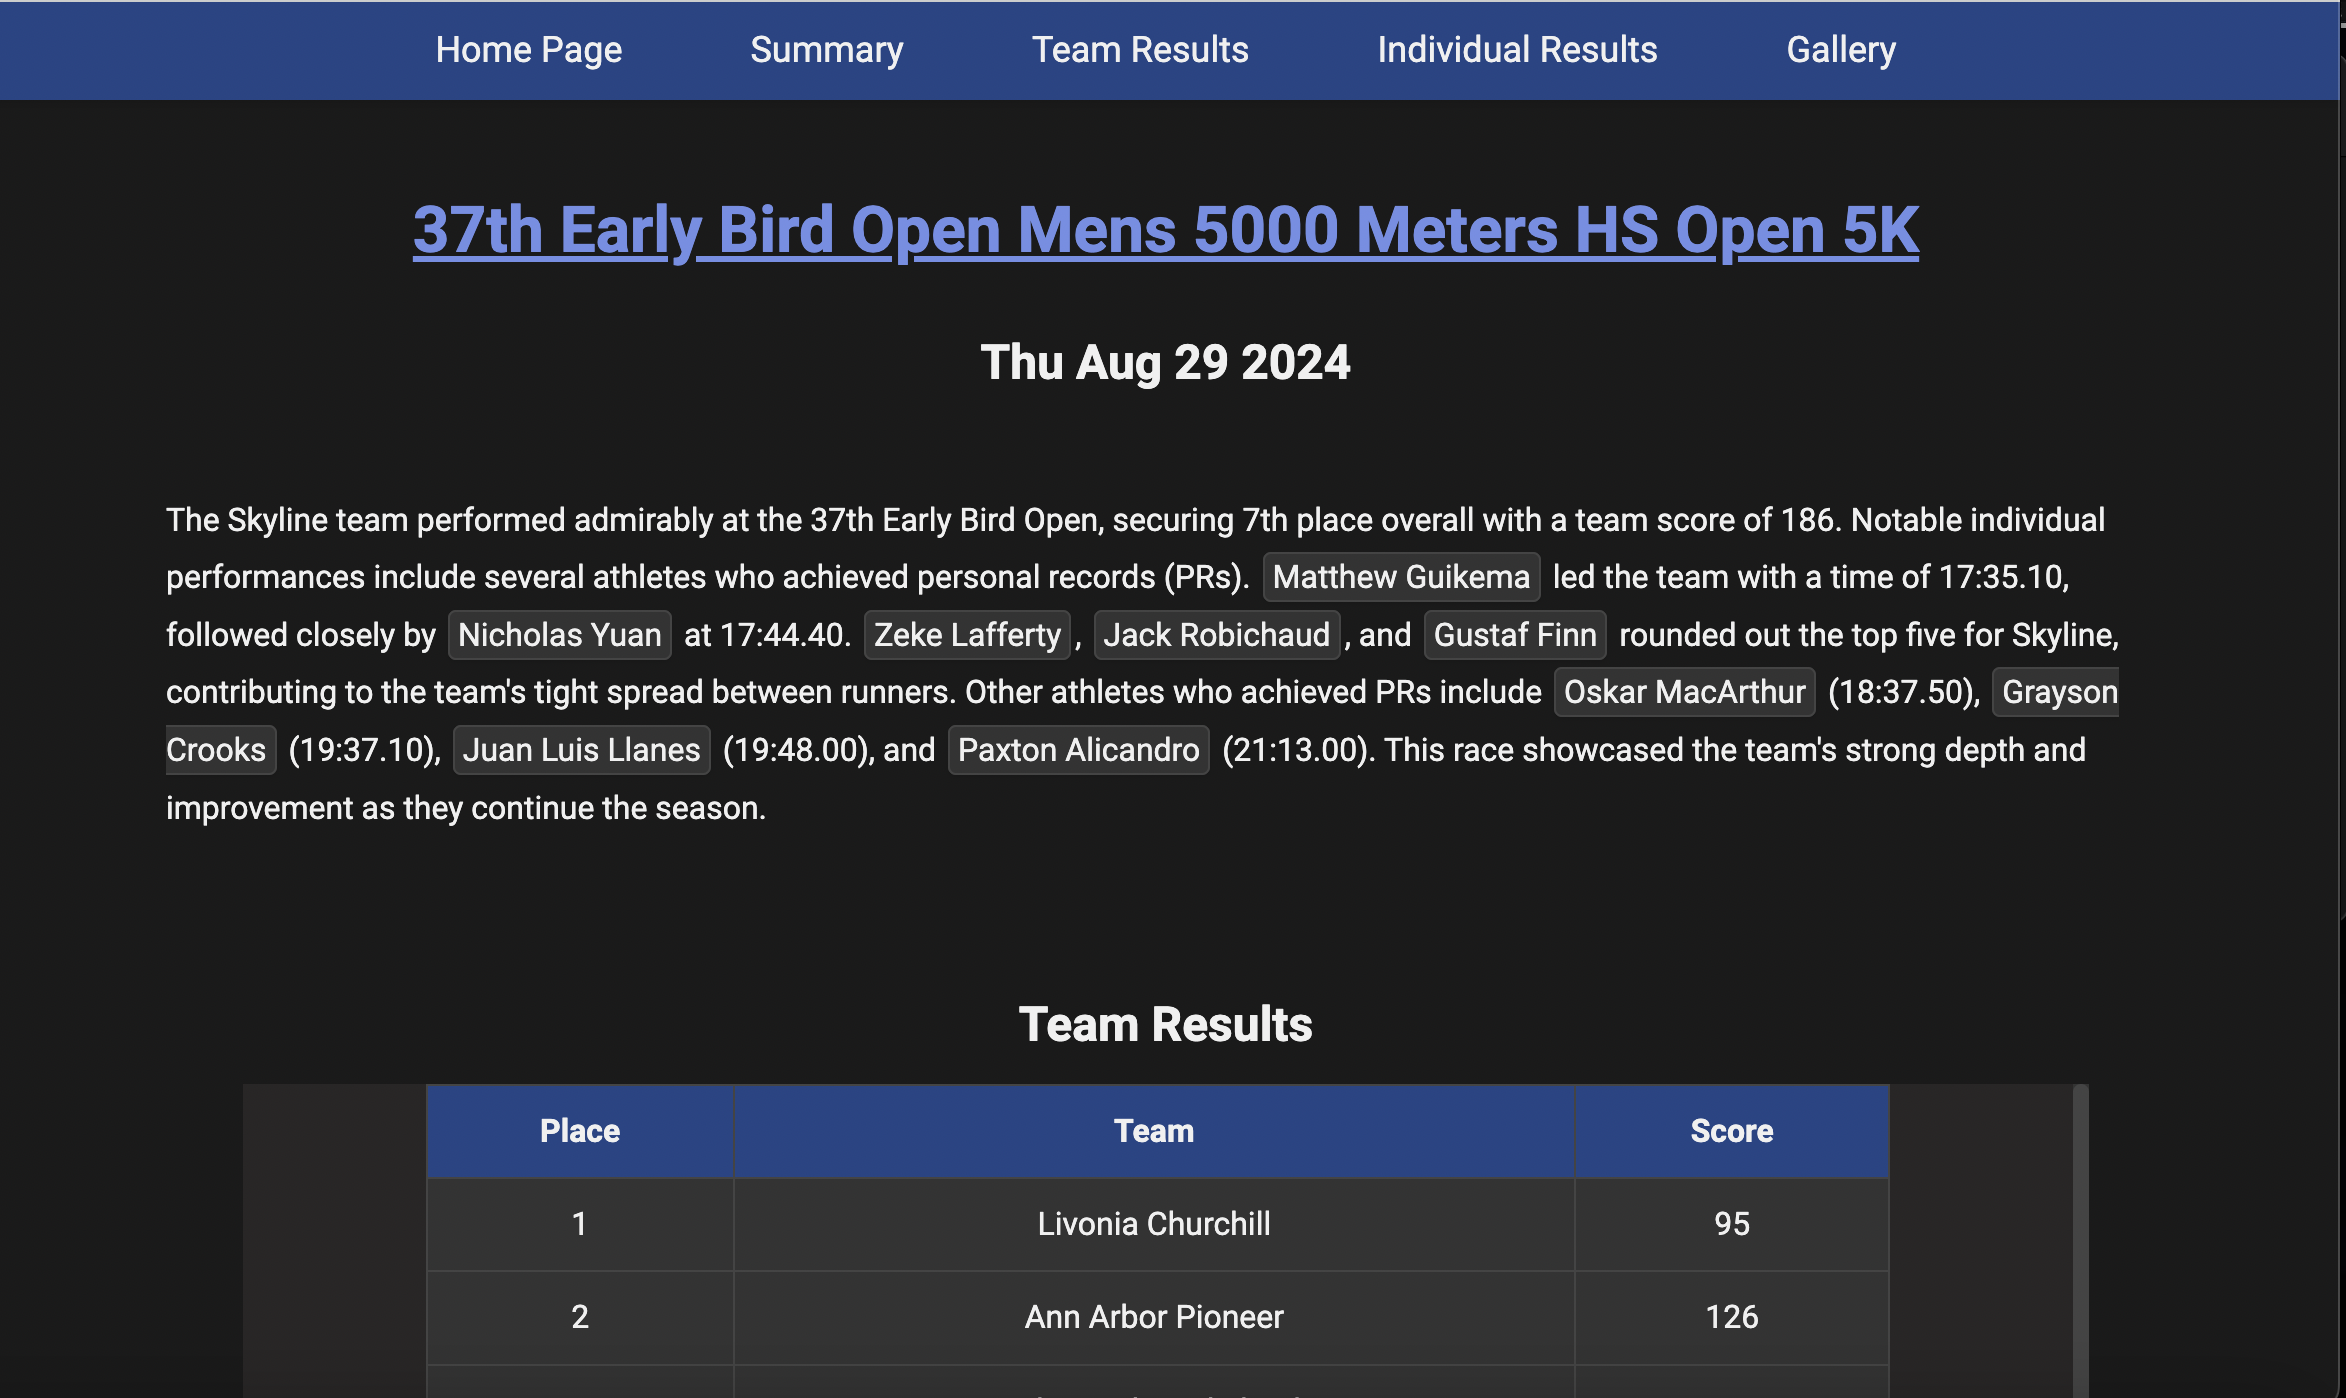 Home Page Summary Team Results Individual Results Gallery
37th Early Bird Open Mens 5000 Meters HS Open 5K
Thu Aug 29 2024
The Skyline team performed admirably at the 37th Early Bird Open, securing 7th place overall with a team score of 186. Notable individual
performances include several athletes who achieved personal records (PRs). Matthew Guikema led the team with a time of 17:35.10,
followed closely by Nicholas Yuan at 17:44.40. Zeke Lafferty, Jack Robichaud, and Gustaf Finn rounded out the top five for Skyline,
contributing to the team's tight spread between runners. Other athletes who achieved PRs include Oskar MacArthur (18:37.50), Grayson
Crooks (19:37.10), Juan Luis Llanes (19:48.00), and Paxton Alicandro (21:13.00). This race showcased the team's strong depth and
improvement as they continue the season.
Team Results
Place Team Score
1 Livonia Churchill 95
2 Ann Arbor Pioneer 126